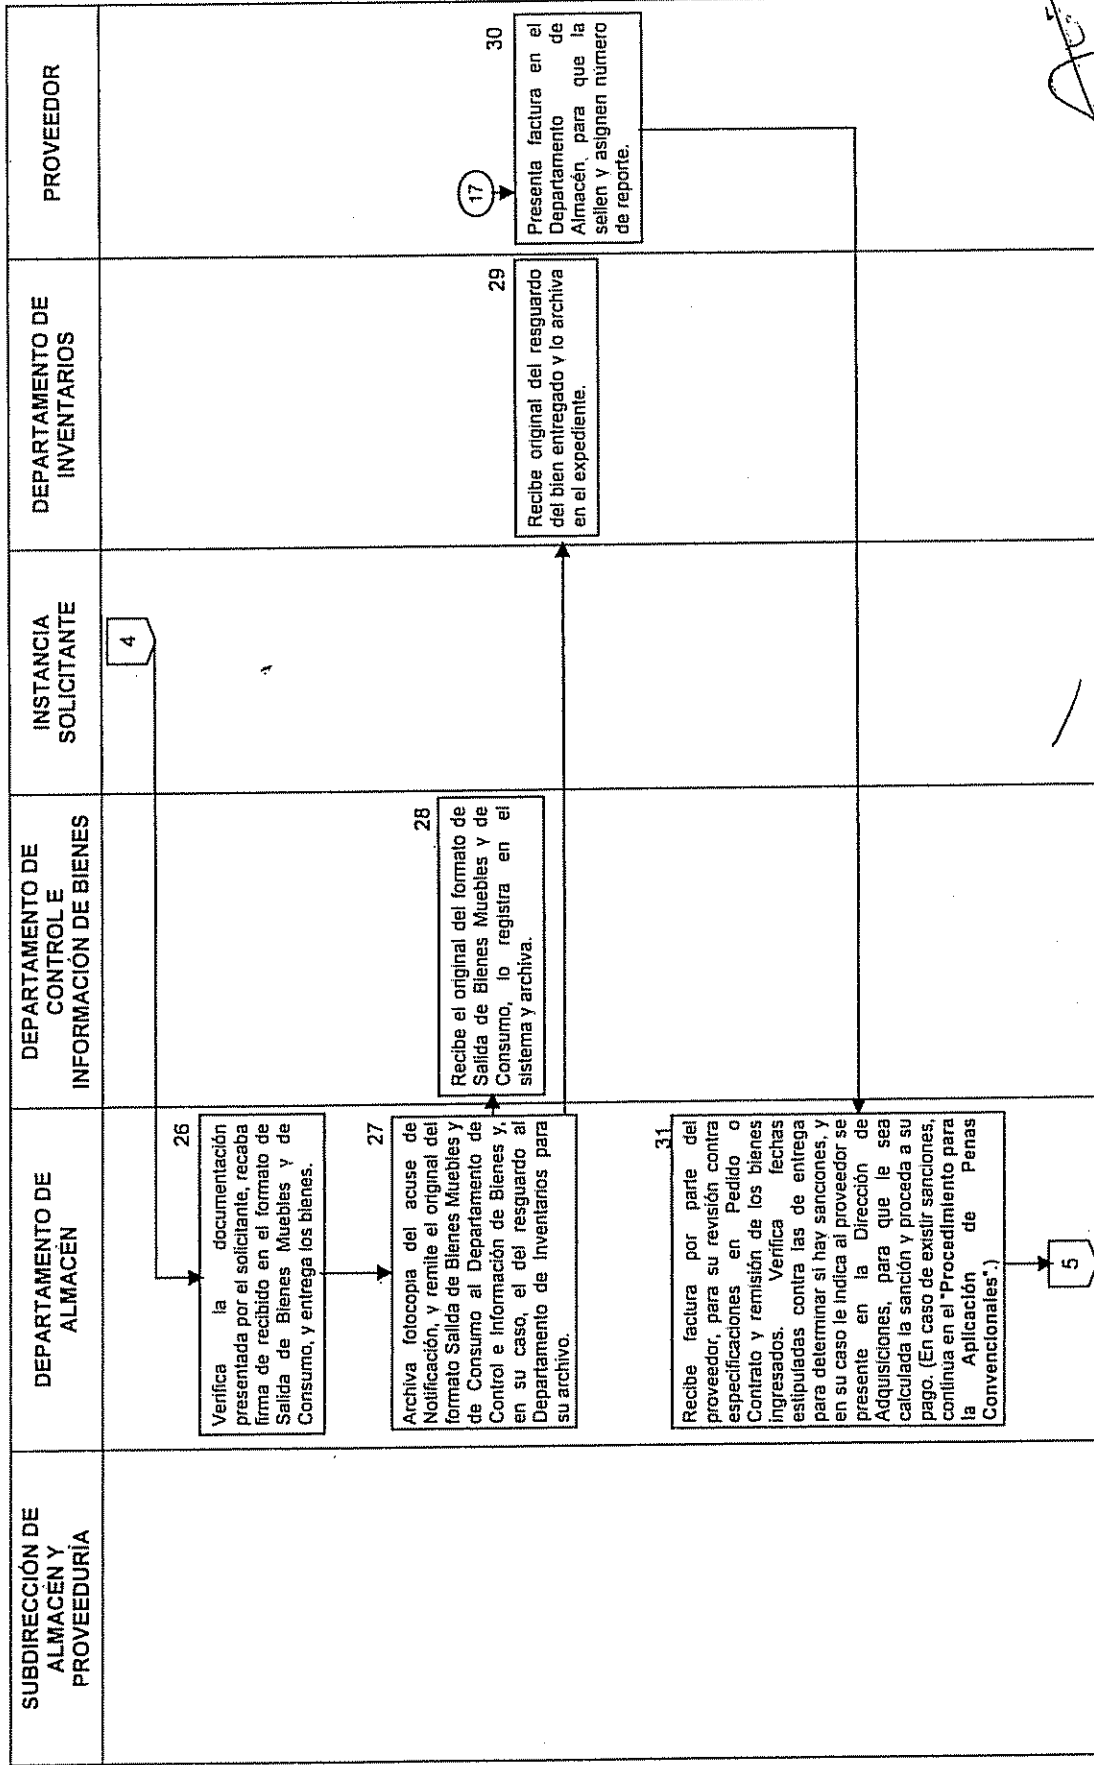 SUBDIRECCIÓN DE
ALMACÉN Y
PROVEEDURÍA
DEPARTAMENTO DE
ALMACÉN
DEPARTAMENTO DE
CONTROL E
INFORMACIÓN DE BIENES
INSTANCIA
SOLICITANTE
DEPARTAMENTO DE
INVENTARIOS
PROVEEDOR
4
26
Verifica la documentación
presentada por el solicitante, recaba
firma de recibido en el formato de
Salida de Bienes Muebles y de
Consumo, y entrega los bienes.
27
Archiva fotocopia del acuse de
Notificación, y remite el original del
formato Salida de Bienes Muebles y
de Consumo al Departamento de
Control e Información de Bienes y,
en su caso, el del resguardo al
Departamento de Inventarios para
su archivo.
28
Recibe el original del formato de
Salida de Bienes Muebles y de
Consumo, lo registra en el
sistema y archiva.
29
Recibe original del resguardo
del bien entregado y lo archiva
en el expediente.
17
30
Presenta factura en el
Departamento de
Almacén, para que la
sellen y asignen número
de reporte.
31
Recibe factura por parte del
proveedor, para su revisión contra
especificaciones en Pedido o
Contrato y remisión de los bienes
ingresados. Verifica fechas
estipuladas contra las de entrega
para determinar si hay sanciones, y
en su caso le indica al proveedor se
presente en la Dirección de
Adquisiciones, para que le sea
calculada la sanción y proceda a su
pago. (En caso de existir sanciones,
continúa en el "Procedimiento para
la Aplicación de Penas
Convencionales".)
5